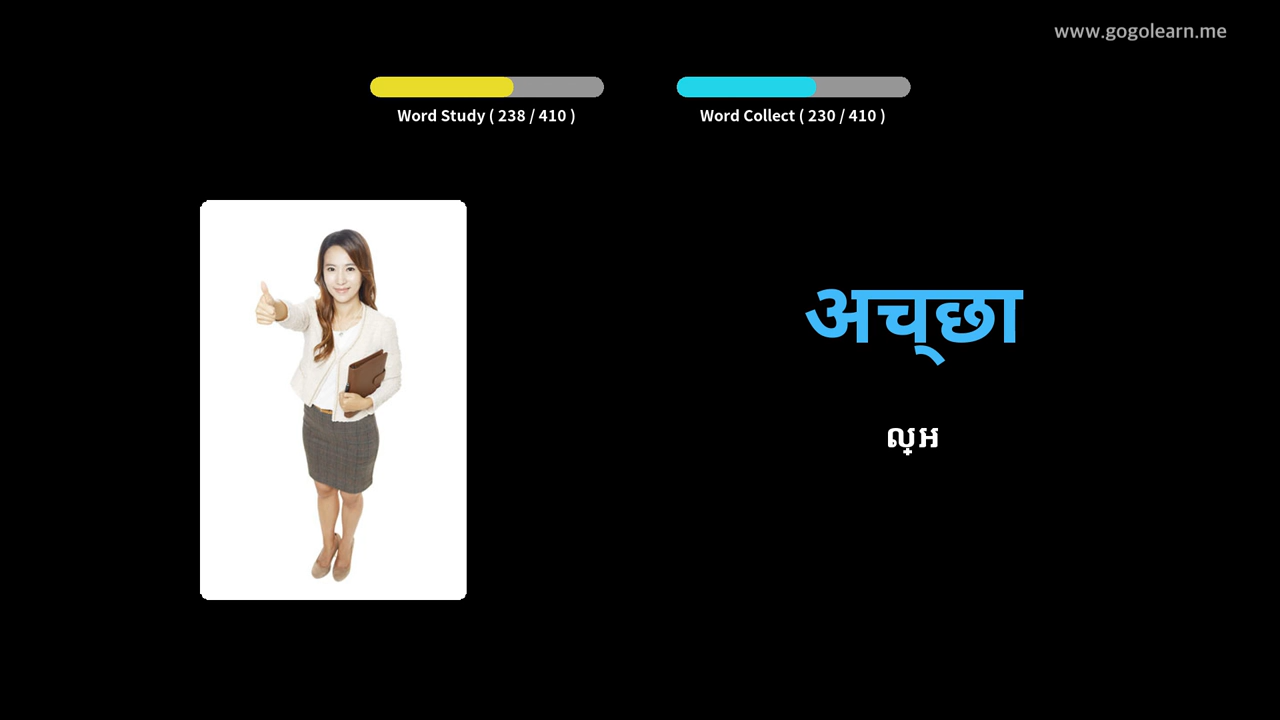 www.gogolearn.me
Word Study ( 238 / 410 )
Word Collect ( 230 / 410 )
अच्छा
ល្អ